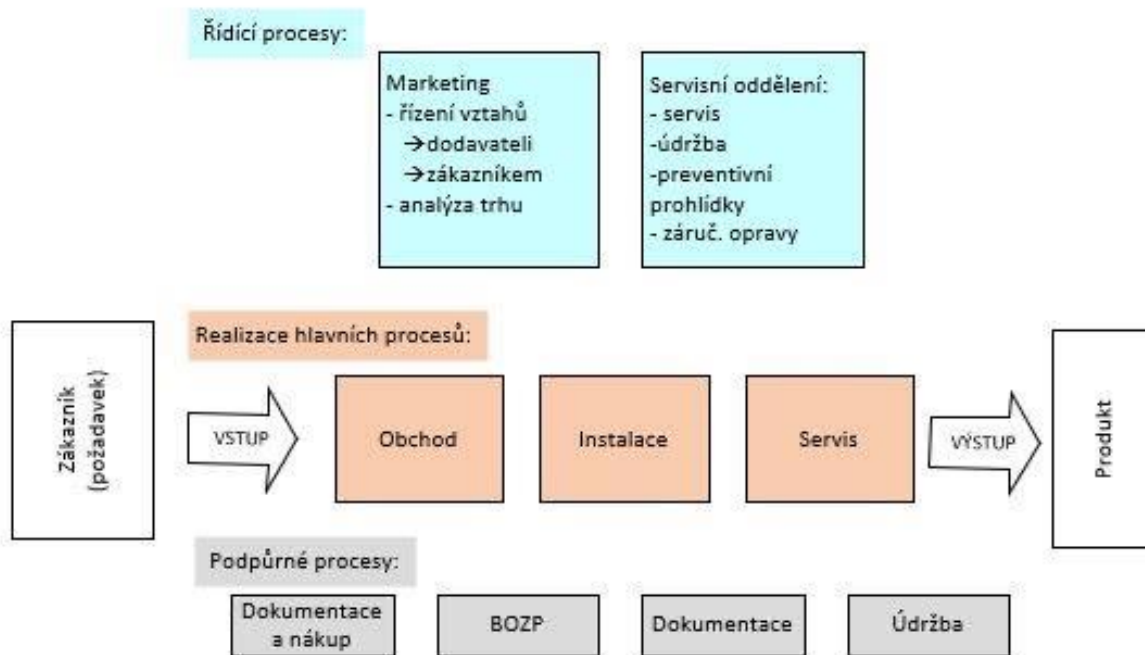 Řídící procesy:
Marketing
- řízení vztahů
→dodavateli
→zákazníkem
- analýza trhu
Servisní oddělení:
- servis
-údržba
-preventivní
prohlídky
- záruč. opravy
Realizace hlavních procesů:
Zákazník
(požadavek)
VSTUP
Obchod
Instalace
Servis
VÝSTUP
Produkt
Podpůrné procesy:
Dokumentace
a nákup
BOZP
Dokumentace
Údržba